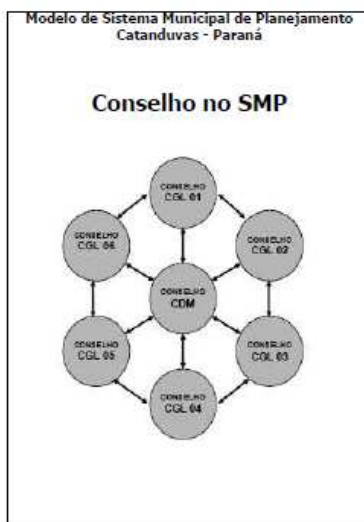 Modelo de Sistema Municipal de Planejamento
Catanduvas - Paraná
Conselho no SMP
CONSELHO
CGL 01
CONSELHO
CGL 06
CONSELHO
CGL 02
CONSELHO
CDM
CONSELHO
CGL 05
CONSELHO
CGL 03
CONSELHO
CGL 04